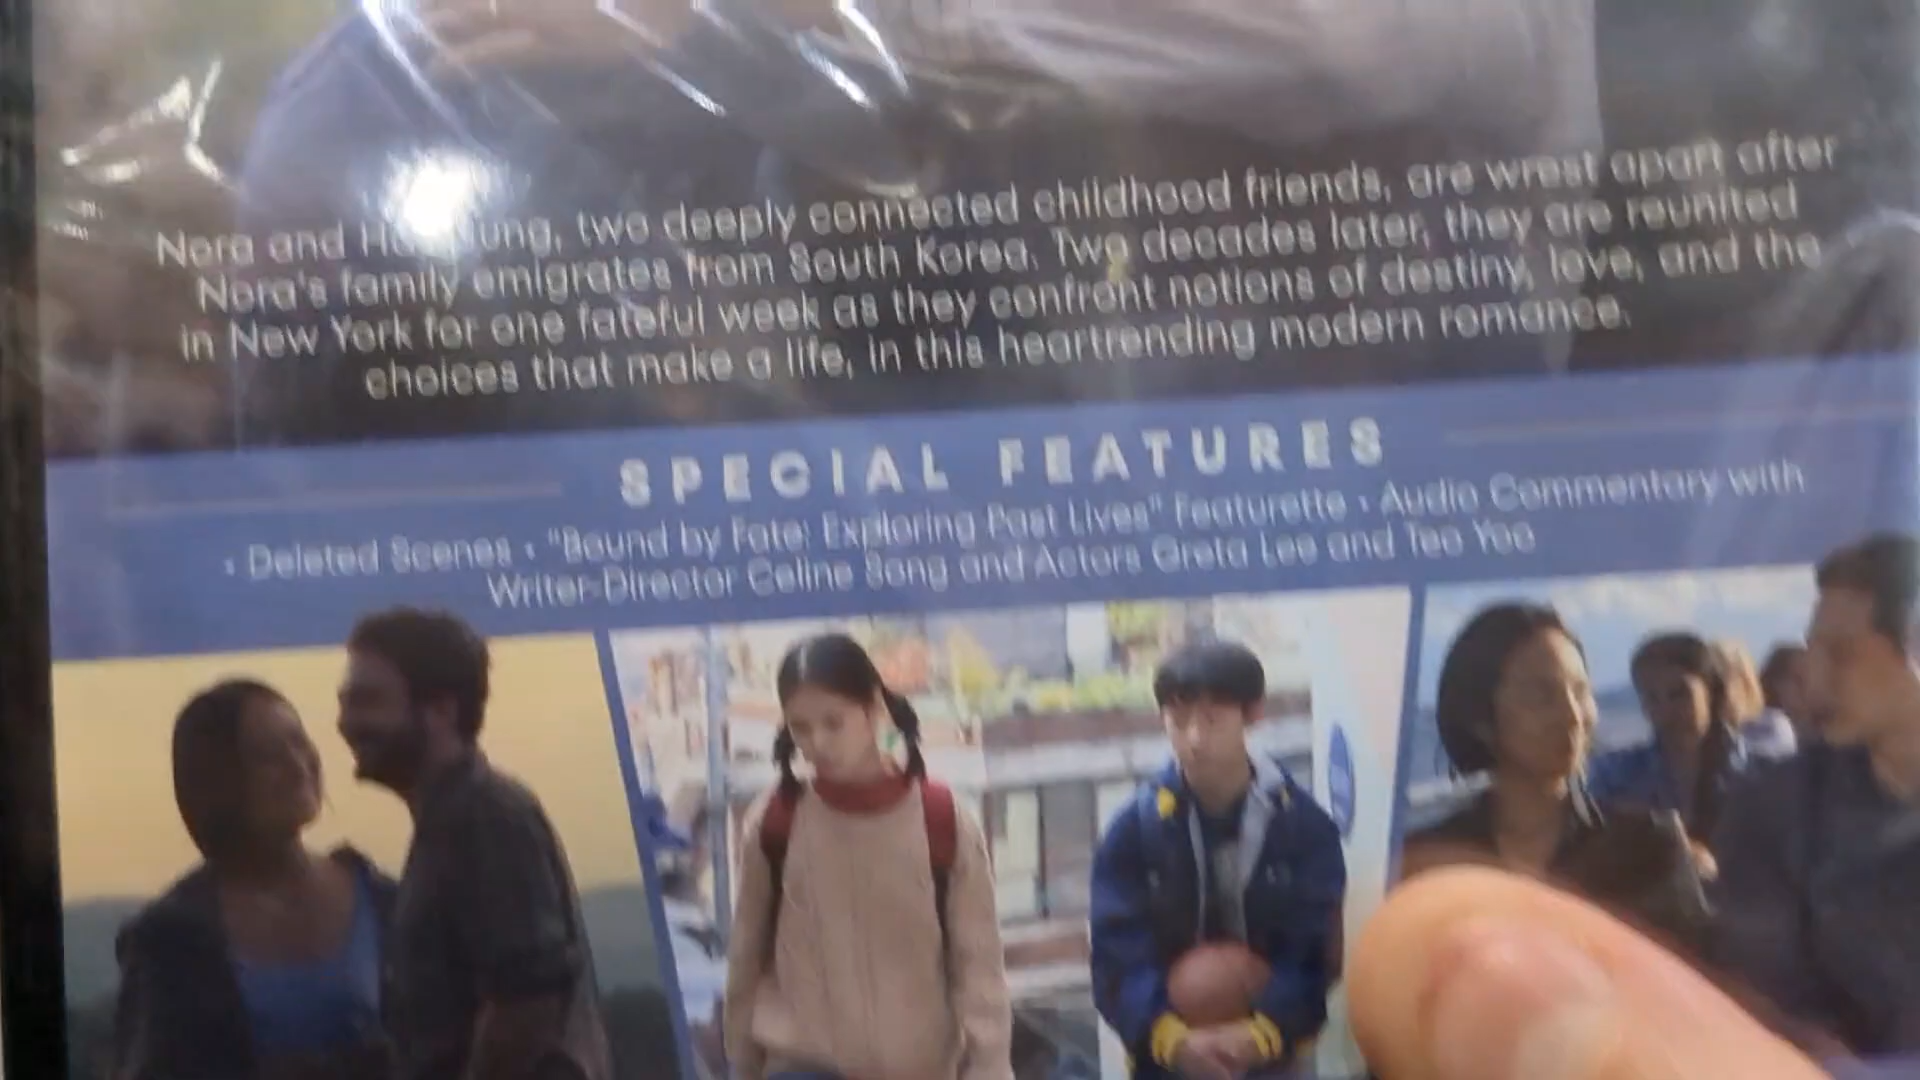 Nora and Hae Sung, two deeply connected childhood friends, are wrest apart after
Nora's family emigrates from South Korea. Two decades later, they are reunited
in New York for one fateful week as they confront notions of destiny, love, and the
choices that make a life, in this heartrending modern romance.
SPECIAL FEATURES
• Deleted Scenes • "Bound by Fate: Exploring Past Lives" Featurette • Audio Commentary with
Writer-Director Celine Song and Actors Greta Lee and Teo Yoo